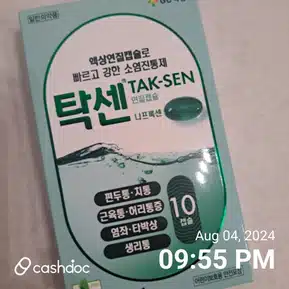 일반의약품
액상연질캡슐로
빠르고 강한 소염진통제
탁센 TAK-SEN
연질캡슐
나프록센
편두통·치통
근육통·허리통증
염좌·타박상
생리통
10
캡슐
Aug 04, 2024
09:55 PM
cashdoc